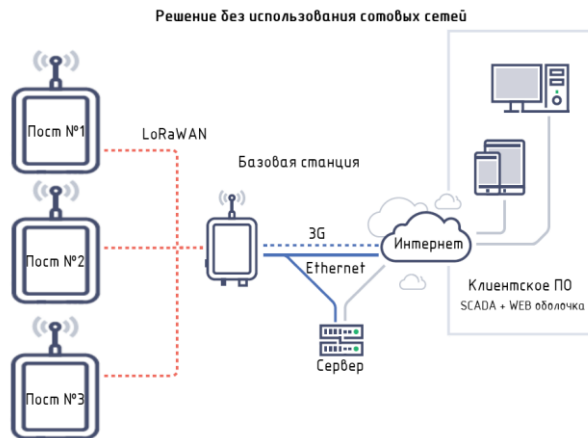 Решение без использования сотовых сетей
Пост №1
LoRaWAN
Базовая станция
Пост №2
3G
Ethernet
Интернет
Клиентское ПО
SCADA + WEB оболочка
Сервер
Пост №3